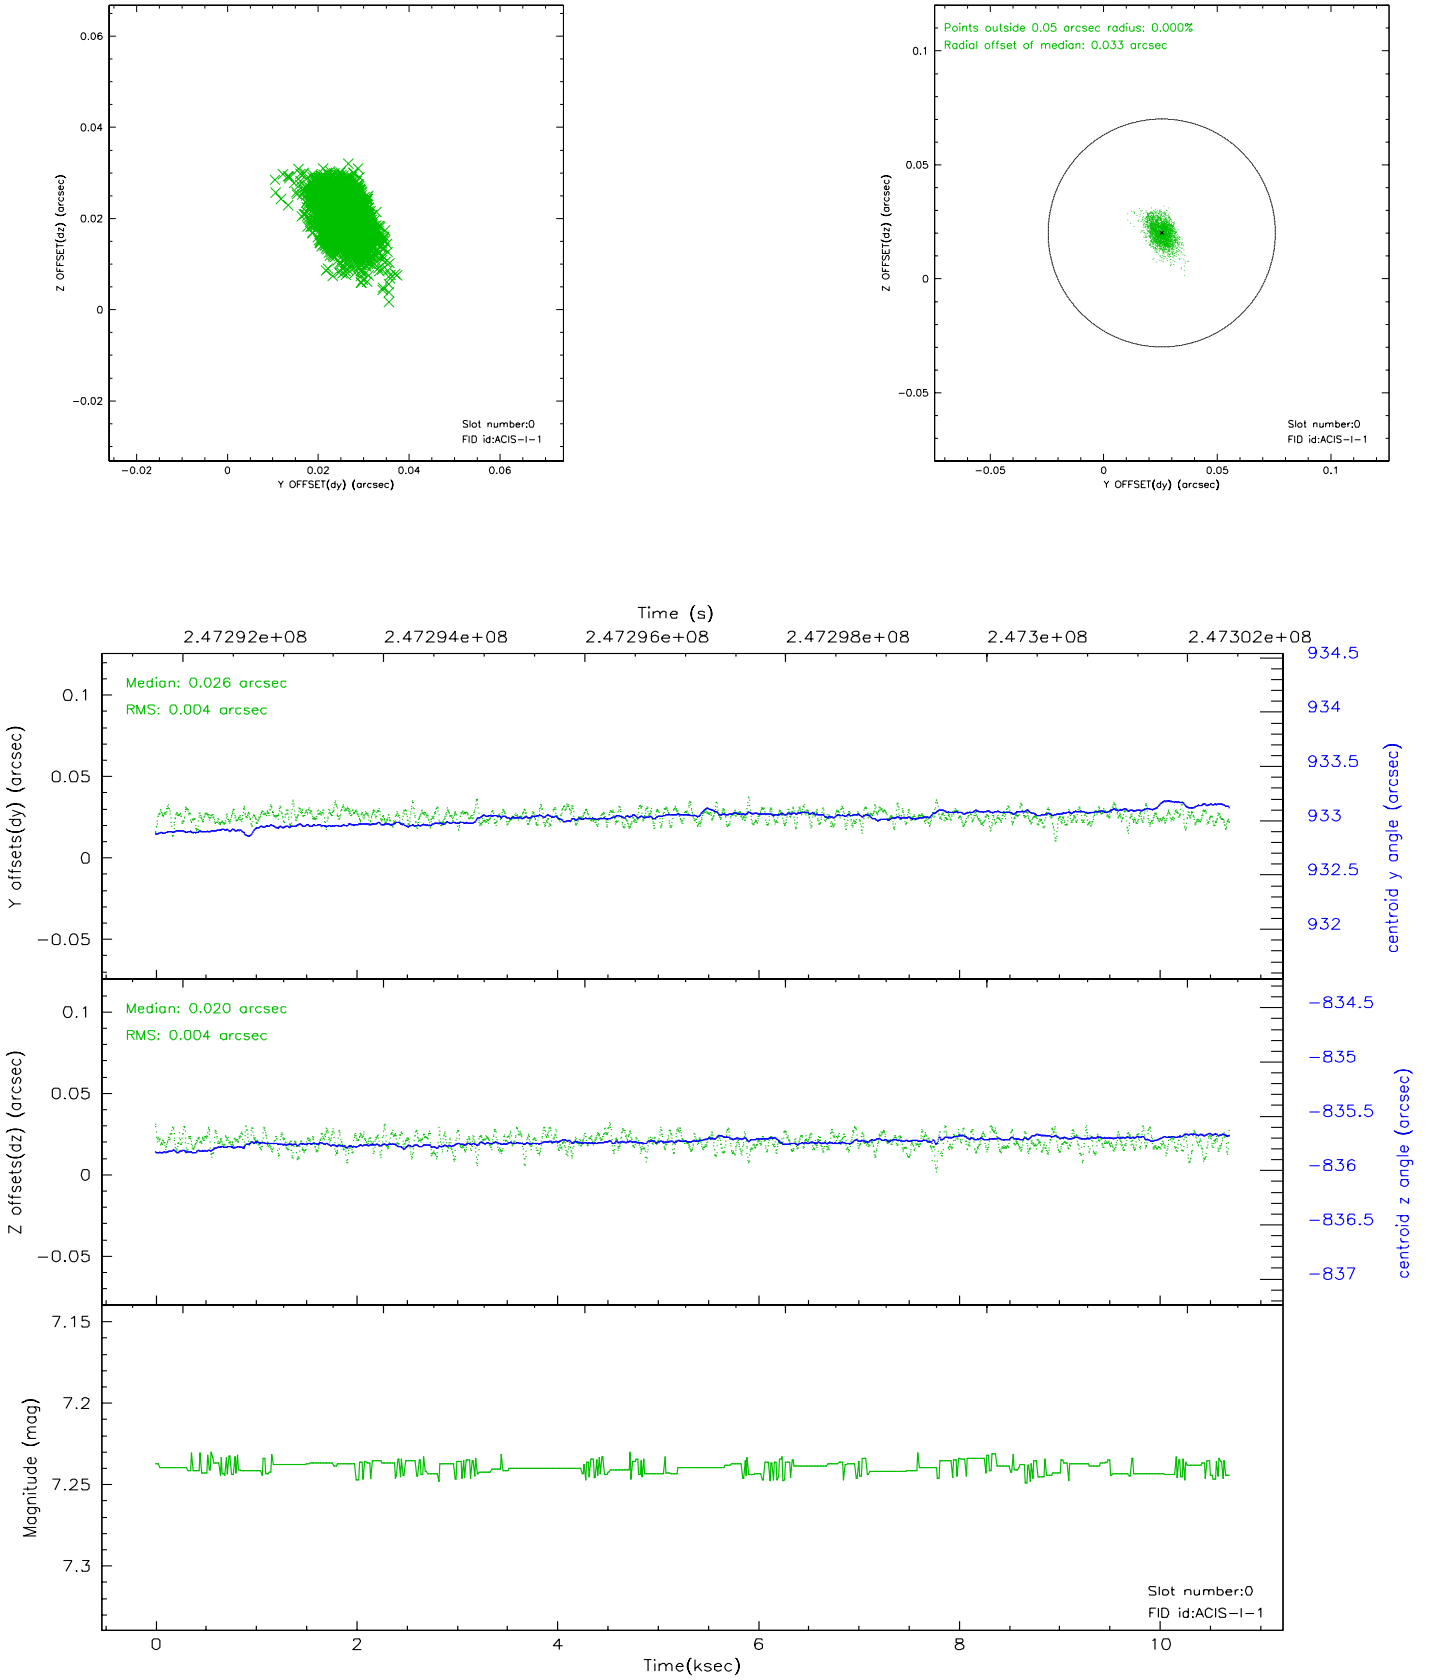 0.06
0.04
0.02
0
-0.02
Z OFFSET(dz) (arcsec)
Slot number:0
FID id:ACIS-I-1
-0.02 0 0.02 0.04 0.06
Y OFFSET(dy) (arcsec)
Points outside 0.05 arcsec radius: 0.000%
Radial offset of median: 0.033 arcsec
0.1
0.05
0
-0.05
Z OFFSET(dz) (arcsec)
Slot number:0
FID id:ACIS-I-1
-0.05 0 0.05 0.1
Y OFFSET(dy) (arcsec)
Time (s)
2.47292e+08 2.47294e+08 2.47296e+08 2.47298e+08 2.473e+08 2.47302e+08
Median: 0.026 arcsec
RMS: 0.004 arcsec
0.1
0.05
0
-0.05
Y offsets(dy) (arcsec)
934.5
934
933.5
933
932.5
932
centroid y angle (arcsec)
Median: 0.020 arcsec
RMS: 0.004 arcsec
0.1
0.05
0
-0.05
Z offsets(dz) (arcsec)
-834.5
-835
-835.5
-836
-836.5
-837
centroid z angle (arcsec)
7.15
7.2
7.25
7.3
Magnitude (mag)
Slot number:0
FID id:ACIS-I-1
0 2 4 6 8 10
Time(ksec)